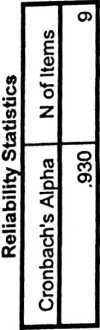 Reliability Statistics
Cronbach's Alpha N of Items
.930 9